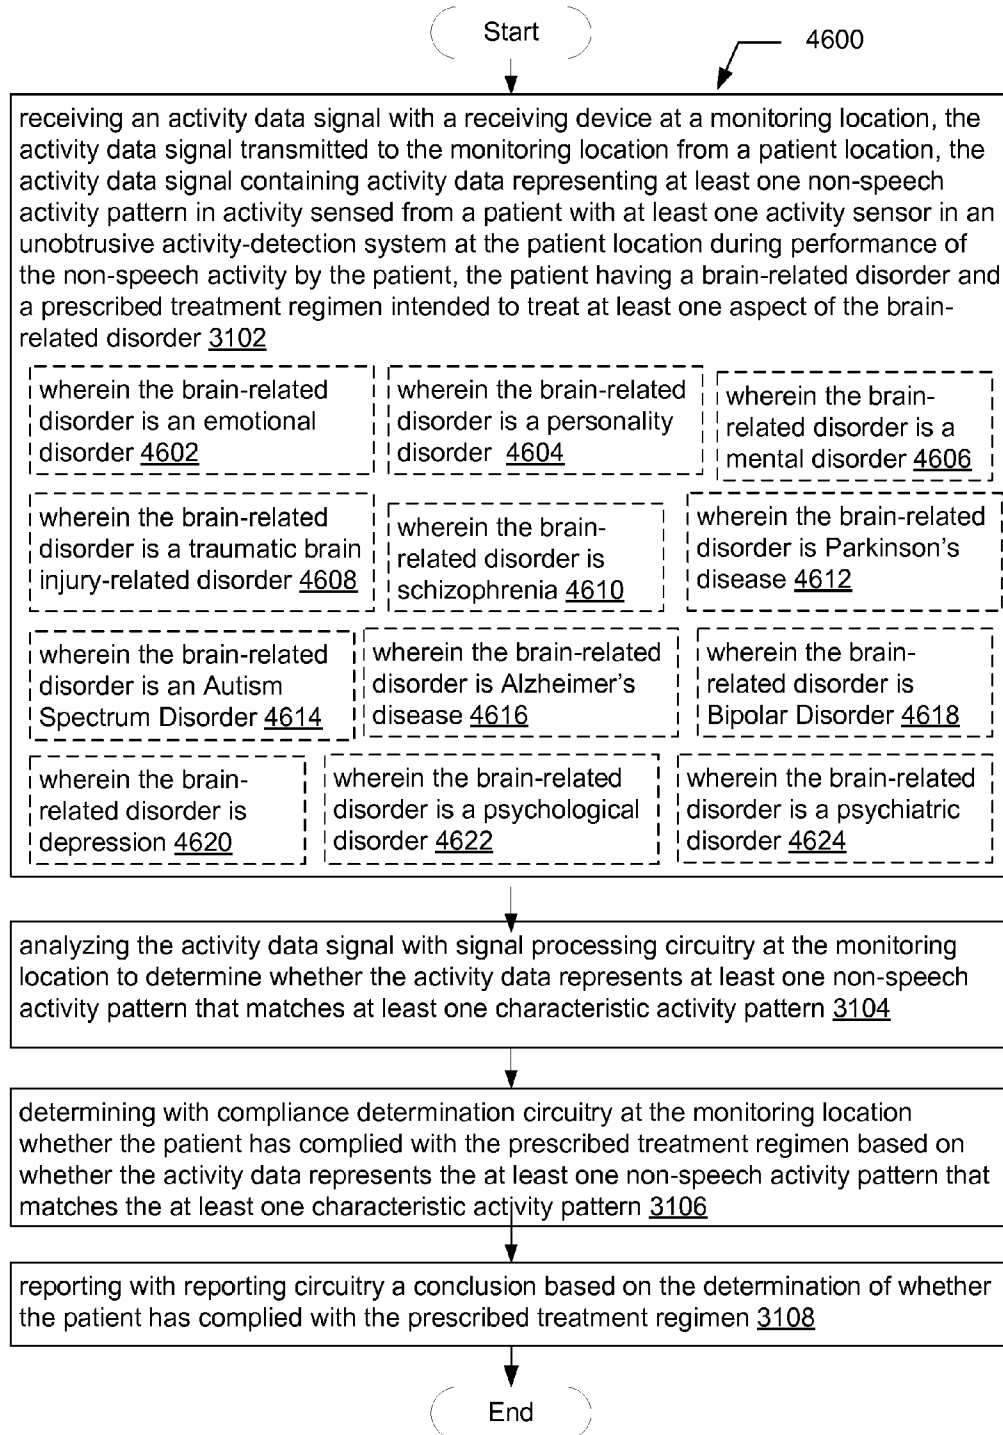 Start
4600
receiving an activity data signal with a receiving device at a monitoring location, the
activity data signal transmitted to the monitoring location from a patient location, the
activity data signal containing activity data representing at least one non-speech
activity pattern in activity sensed from a patient with at least one activity sensor in an
unobtrusive activity-detection system at the patient location during performance of
the non-speech activity by the patient, the patient having a brain-related disorder and
a prescribed treatment regimen intended to treat at least one aspect of the brain-
related disorder 3102
wherein the brain-related
disorder is an emotional
disorder 4602
wherein the brain-related
disorder is a personality
disorder 4604
wherein the brain-
related disorder is a
mental disorder 4606
wherein the brain-related
disorder is a traumatic brain
injury-related disorder 4608
wherein the brain-
related disorder is
schizophrenia 4610
wherein the brain-related
disorder is Parkinson's
disease 4612
wherein the brain-related
disorder is an Autism
Spectrum Disorder 4614
wherein the brain-related
disorder is Alzheimer's
disease 4616
wherein the brain-
related disorder is
Bipolar Disorder 4618
wherein the brain-
related disorder is
depression 4620
wherein the brain-related
disorder is a psychological
disorder 4622
wherein the brain-related
disorder is a psychiatric
disorder 4624
analyzing the activity data signal with signal processing circuitry at the monitoring
location to determine whether the activity data represents at least one non-speech
activity pattern that matches at least one characteristic activity pattern 3104
determining with compliance determination circuitry at the monitoring location
whether the patient has complied with the prescribed treatment regimen based on
whether the activity data represents the at least one non-speech activity pattern that
matches the at least one characteristic activity pattern 3106
reporting with reporting circuitry a conclusion based on the determination of whether
the patient has complied with the prescribed treatment regimen 3108
End